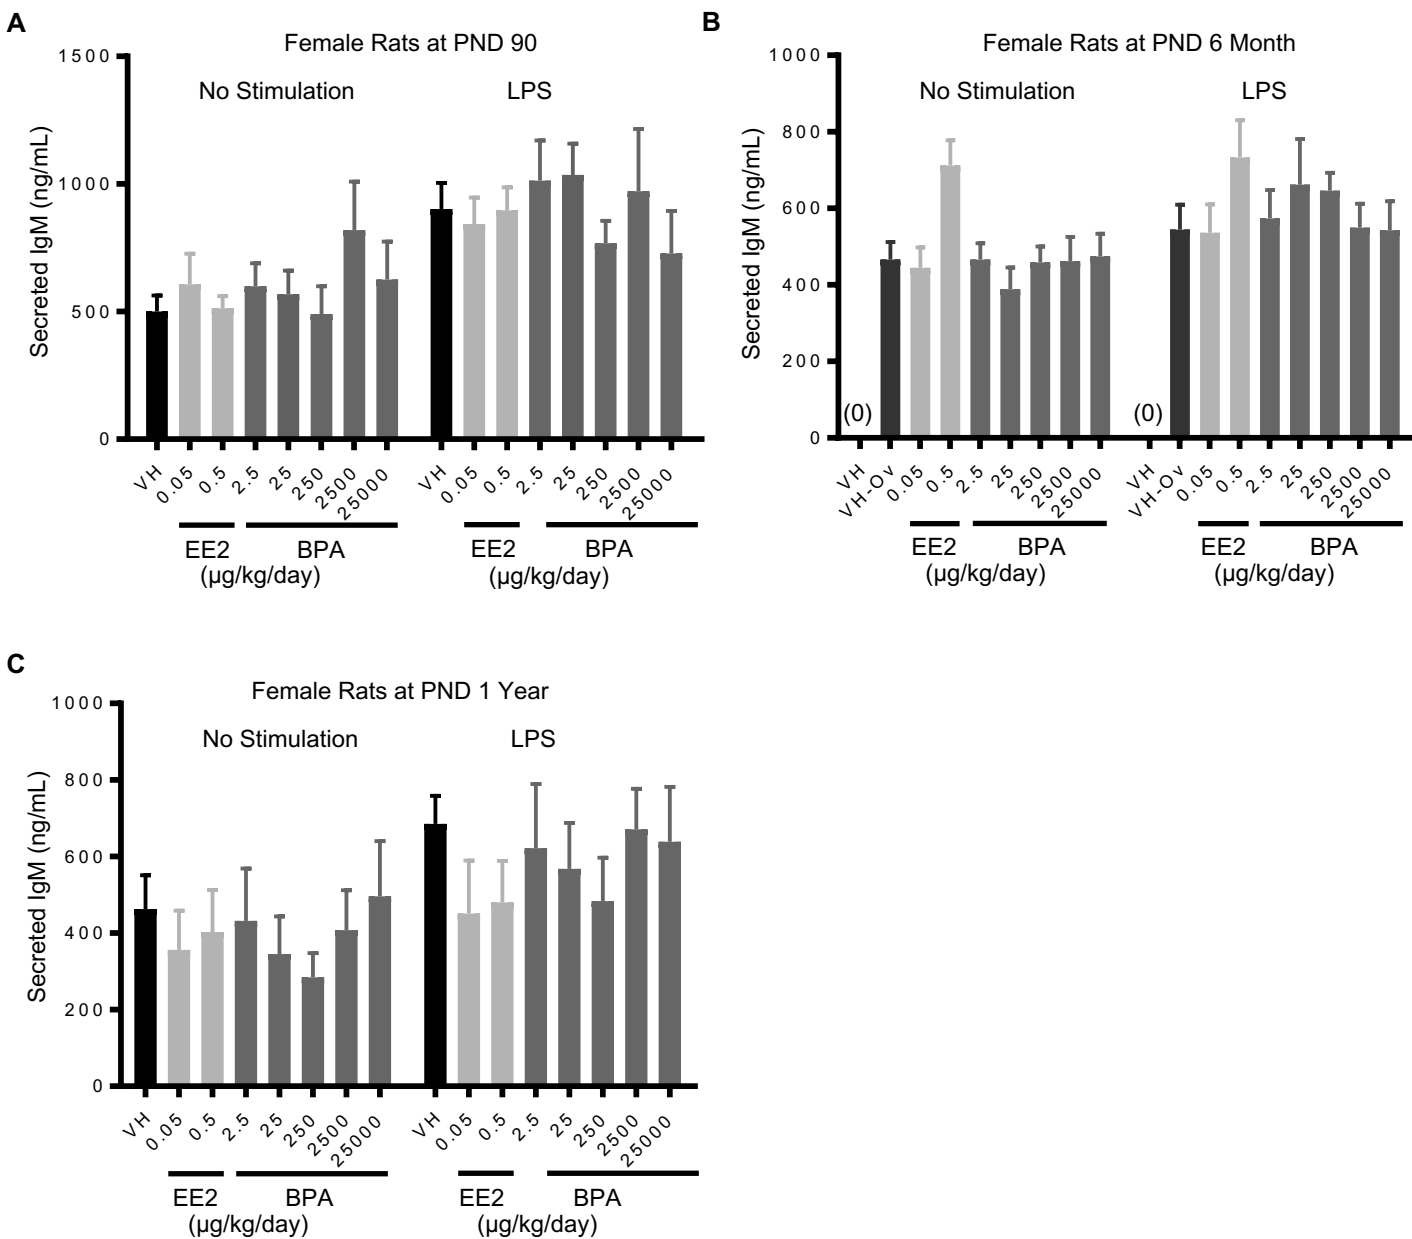 A
Female Rats at PND 90
No Stimulation
LPS
Secreted IgM (ng/mL)
1500
1000
500
0
VH
0.05
0.5
2.5
25
250
2500
25000
VH
0.05
0.5
2.5
25
250
2500
25000
EE2
BPA
(µg/kg/day)
EE2
BPA
(µg/kg/day)
B
Female Rats at PND 6 Month
No Stimulation
LPS
Secreted IgM (ng/mL)
1000
800
600
400
200
0
(0)
(0)
VH
VH-Ov
0.05
0.5
2.5
25
250
2500
25000
VH
VH-Ov
0.05
0.5
2.5
25
250
2500
25000
EE2
BPA
(µg/kg/day)
EE2
BPA
(µg/kg/day)
C
Female Rats at PND 1 Year
No Stimulation
LPS
Secreted IgM (ng/mL)
1000
800
600
400
200
0
VH
0.05
0.5
2.5
25
250
2500
25000
VH
0.05
0.5
2.5
25
250
2500
25000
EE2
BPA
(µg/kg/day)
EE2
BPA
(µg/kg/day)